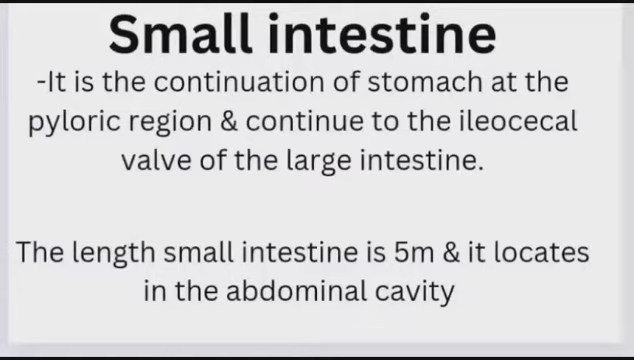 Small intestine
-It is the continuation of stomach at the
pyloric region & continue to the ileocecal
valve of the large intestine.
The length small intestine is 5m & it locates
in the abdominal cavity